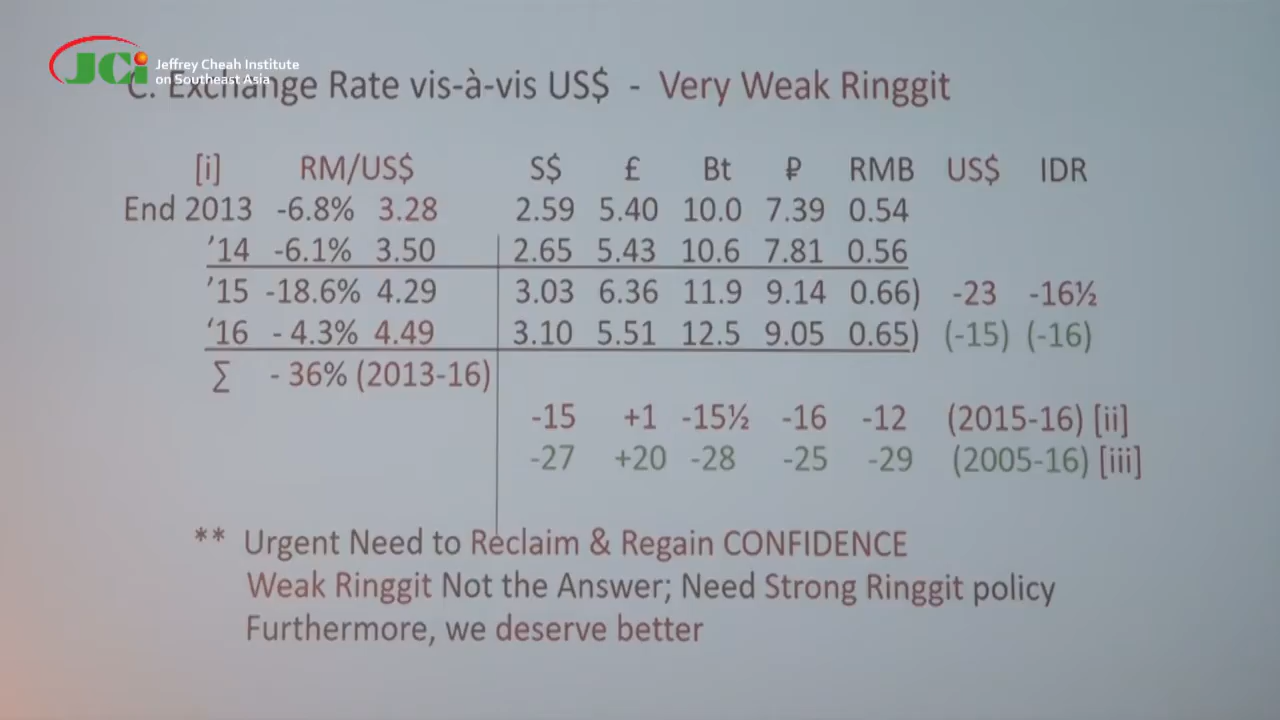 JCi Jeffrey Cheah Institute
on Southeast Asia
C. Exchange Rate vis-à-vis US$ - Very Weak Ringgit
[i] RM/US$ S$ £ Bt ₽ RMB US$ IDR
End 2013 -6.8% 3.28 2.59 5.40 10.0 7.39 0.54
’14 -6.1% 3.50 2.65 5.43 10.6 7.81 0.56
’15 -18.6% 4.29 3.03 6.36 11.9 9.14 0.66) -23 -16½
‘16 - 4.3% 4.49 3.10 5.51 12.5 9.05 0.65) (-15) (-16)
∑ - 36% (2013-16)
-15 +1 -15½ -16 -12 (2015-16) [ii]
-27 +20 -28 -25 -29 (2005-16) [iii]
** Urgent Need to Reclaim & Regain CONFIDENCE
Weak Ringgit Not the Answer; Need Strong Ringgit policy
Furthermore, we deserve better